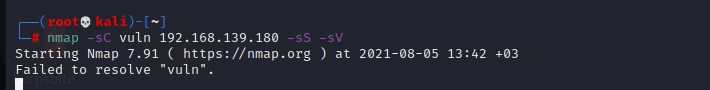 ┌──(root💀kali)-[~]
└─# nmap -sC vuln 192.168.139.180 -sS -sV
Starting Nmap 7.91 ( https://nmap.org ) at 2021-08-05 13:42 +03
Failed to resolve "vuln".